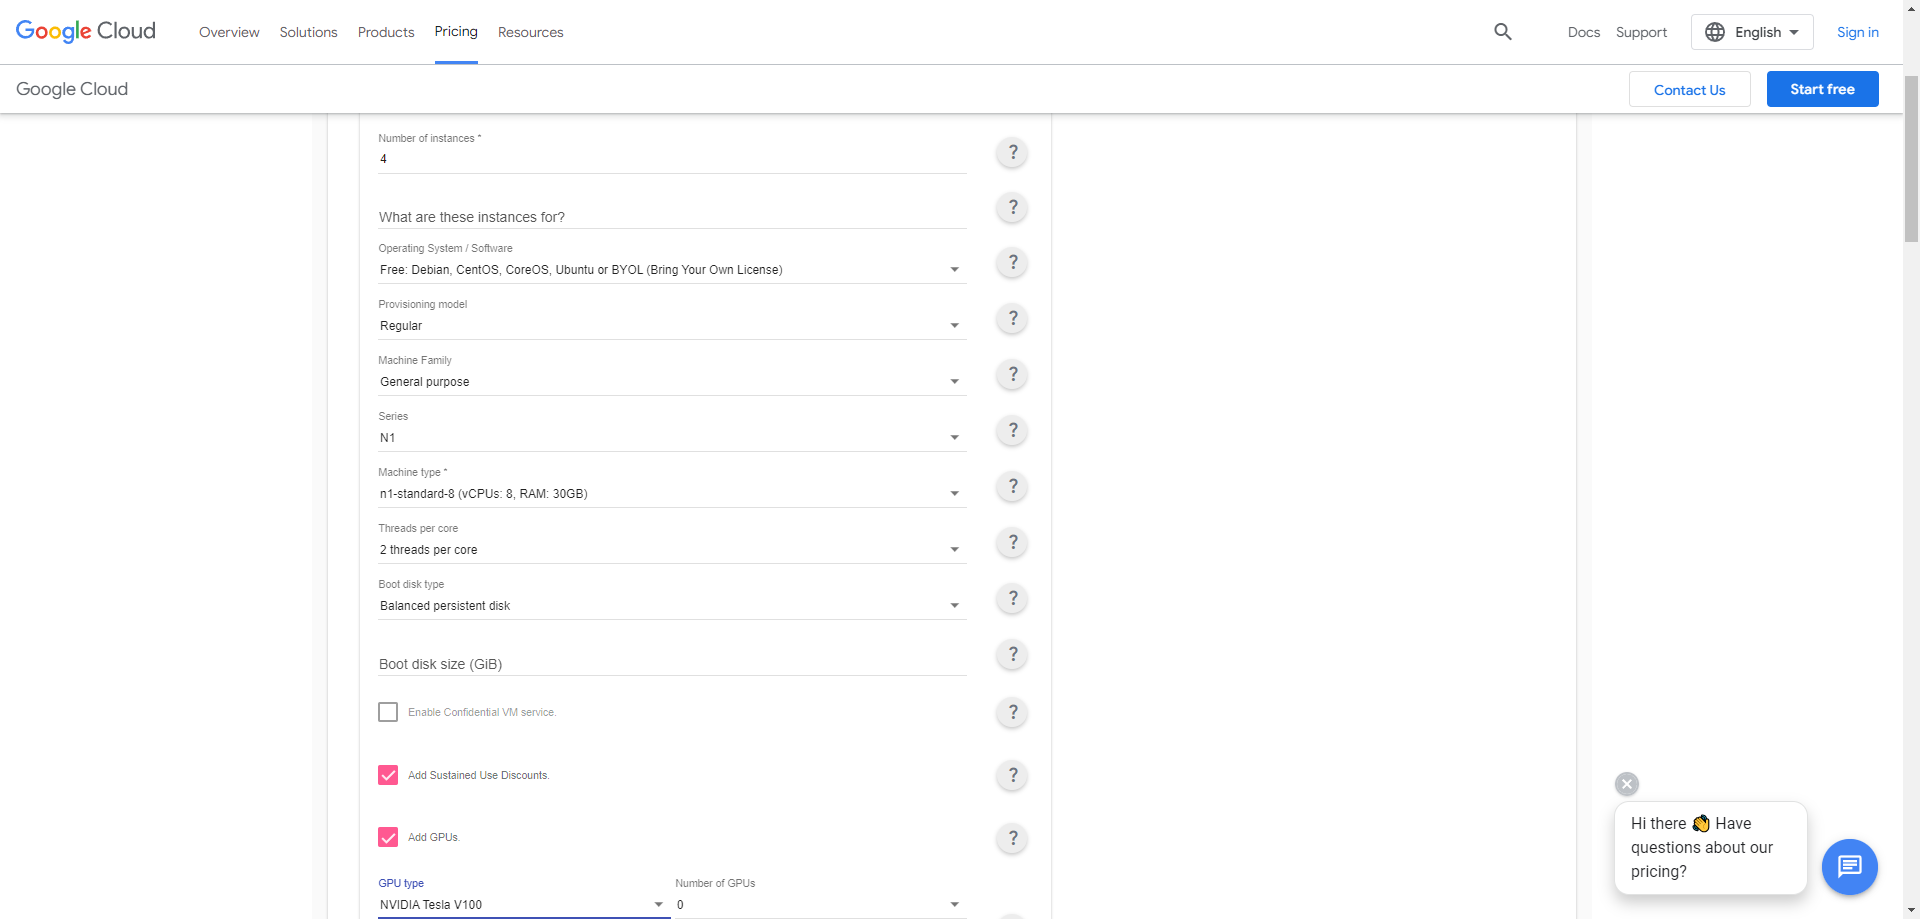 Google Cloud
Overview
Solutions
Products
Pricing
Resources
Docs
Support
English
Sign in
Google Cloud
Contact Us
Start free
Number of instances *
4
?
What are these instances for?
?
Operating System / Software
Free: Debian, CentOS, CoreOS, Ubuntu or BYOL (Bring Your Own License)
?
Provisioning model
Regular
?
Machine Family
General purpose
?
Series
N1
?
Machine type *
n1-standard-8 (vCPUs: 8, RAM: 30GB)
?
Threads per core
2 threads per core
?
Boot disk type
Balanced persistent disk
?
Boot disk size (GiB)
?
Enable Confidential VM service.
?
Add Sustained Use Discounts.
?
Add GPUs.
?
GPU type
NVIDIA Tesla V100
Number of GPUs
0
Hi there 👋 Have
questions about our
pricing?